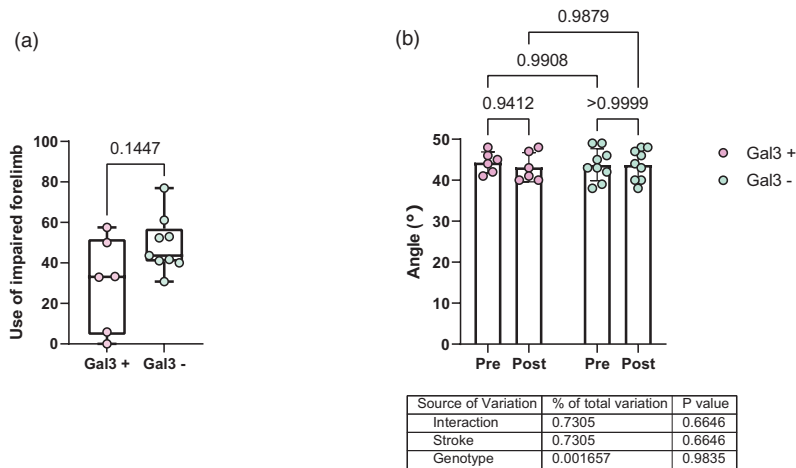 (a)
0.1447
Use of impaired forelimb
100
80
60
40
20
0
Gal3 +
Gal3 -
(b)
0.9879
0.9908
0.9412
>0.9999
Angle (°)
50
40
30
20
10
0
Pre
Post
Pre
Post
Gal3 +
Gal3 -
Source of Variation % of total variation P value
Interaction 0.7305 0.6646
Stroke 0.7305 0.6646
Genotype 0.001657 0.9835